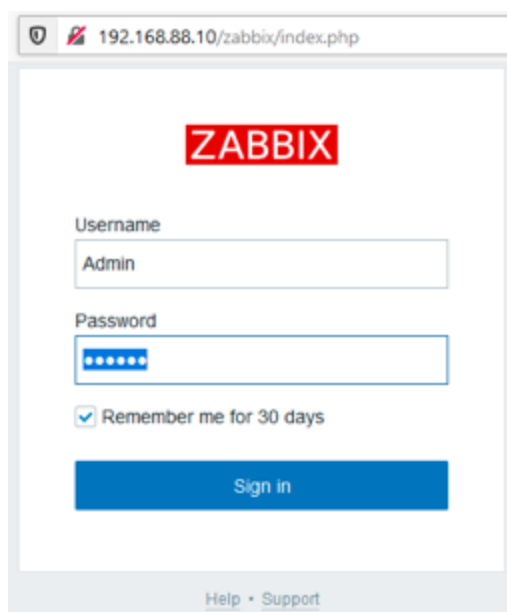 192.168.88.10/zabbix/index.php
ZABBIX
Username
Admin
Password
••••••
Remember me for 30 days
Sign in
Help • Support